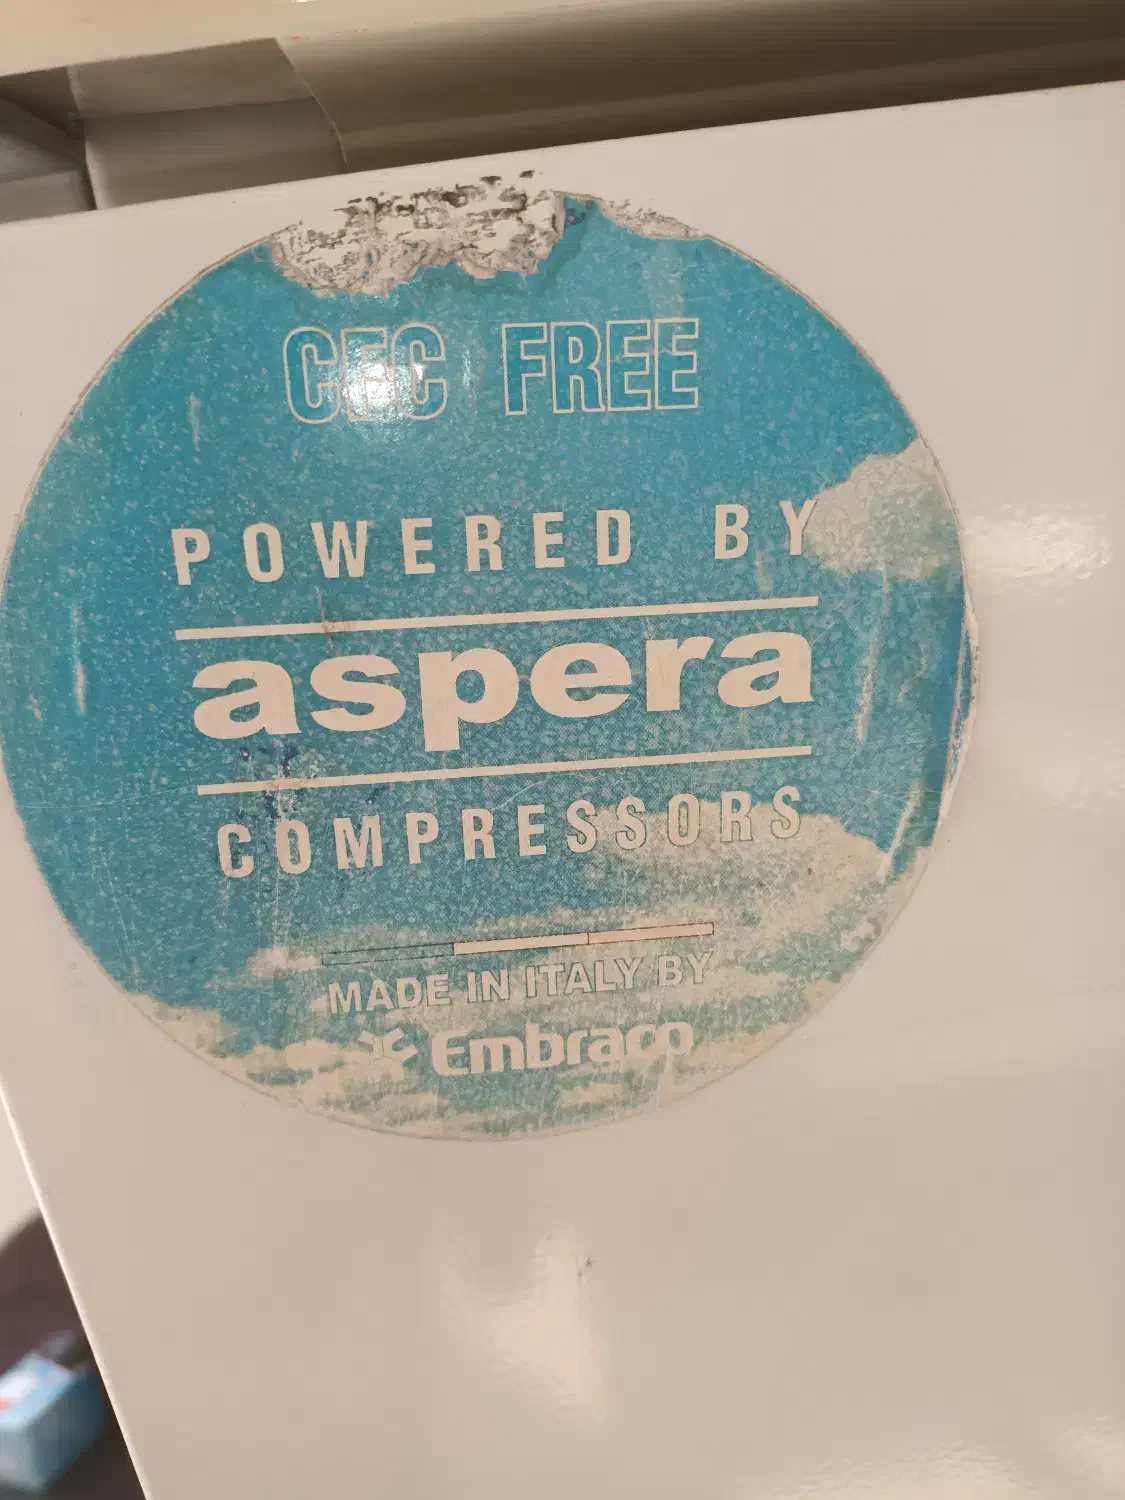 CFC FREE
POWERED BY
aspera
COMPRESSORS
MADE IN ITALY BY
Embraco